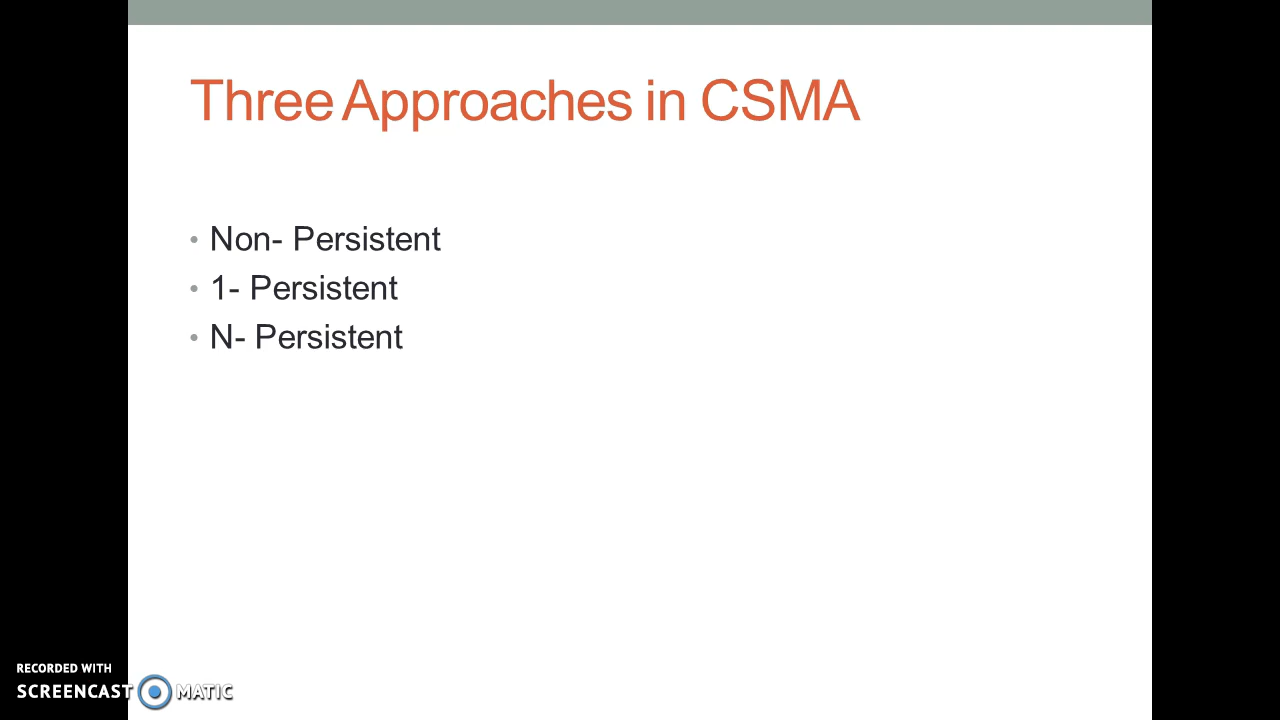 Three Approaches in CSMA
• Non- Persistent
• 1- Persistent
• N- Persistent
RECORDED WITH
SCREENCAST MATIC